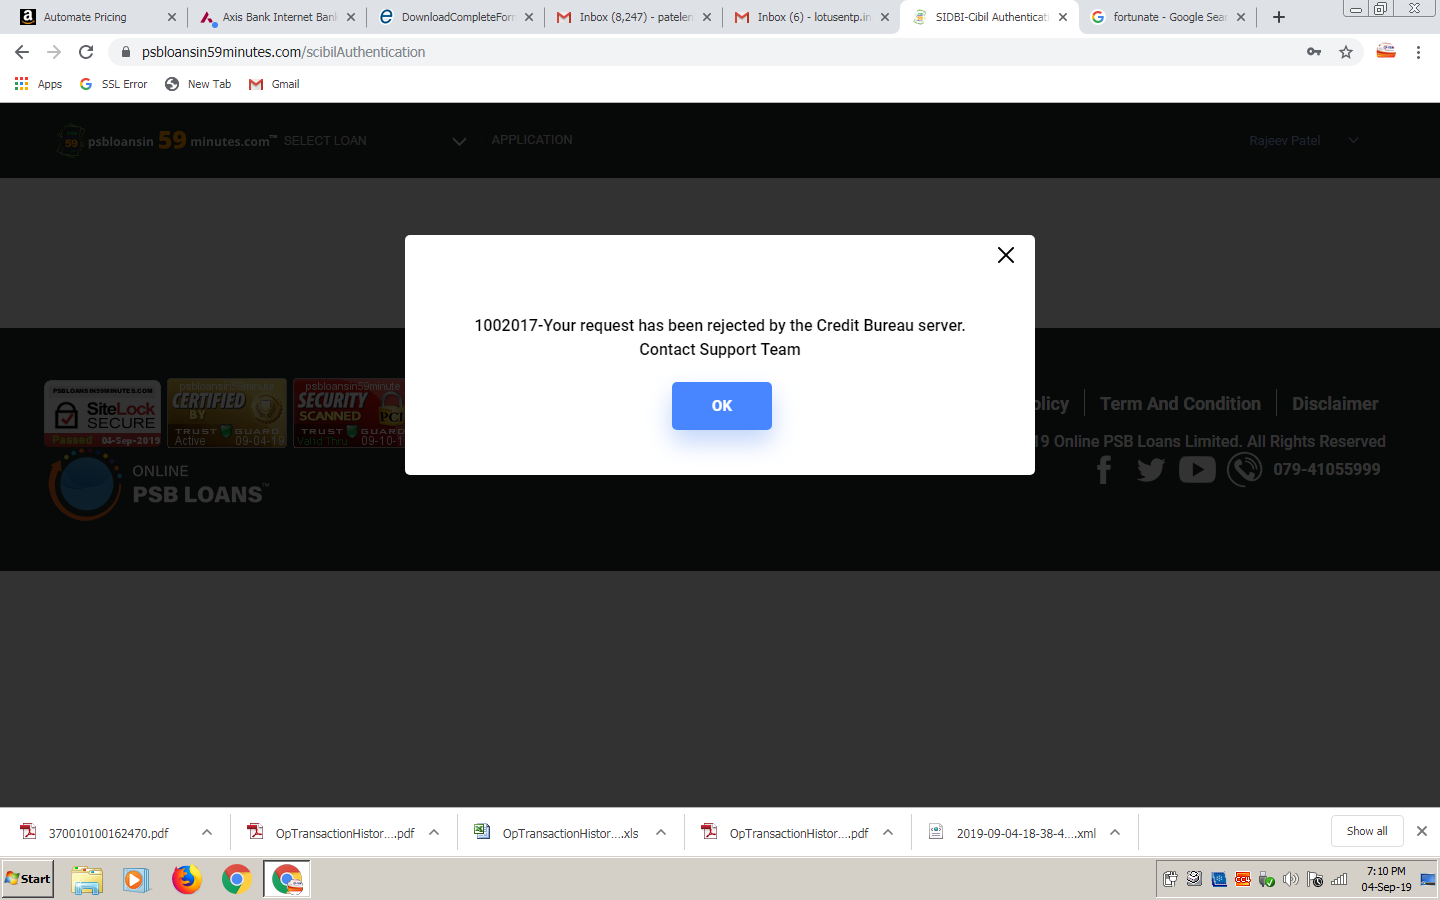 Automate Pricing
Axis Bank Internet Bank
DownloadCompleteForm
Inbox (8,247) - patelem
Inbox (6) - lotusentp.in
SIDBI-Cibil Authenticati
fortunate - Google Sear
psbloansin59minutes.com/scibilAuthentication
Apps
SSL Error
New Tab
Gmail
psbloansin 59 minutes.com™
SELECT LOAN
APPLICATION
Rajeev Patel
1002017-Your request has been rejected by the Credit Bureau server.
Contact Support Team
OK
PSBLOANSIN59MINUTES.COM
SiteLock
SECURE
Passed 04-Sep-2019
psbloansin59minute
CERTIFIED
BY
TRUST GUARD
Active 09-04-19
psbloansin59minute
SECURITY
SCANNED PCI
TRUST GUARD
Valid Thru 09-10-1
olicy
Term And Condition
Disclaimer
19 Online PSB Loans Limited. All Rights Reserved
079-41055999
ONLINE
PSB LOANS™
370010100162470.pdf
OpTransactionHistor....pdf
OpTransactionHistor....xls
OpTransactionHistor....pdf
2019-09-04-18-38-4....xml
Show all
Start
7:10 PM
04-Sep-19